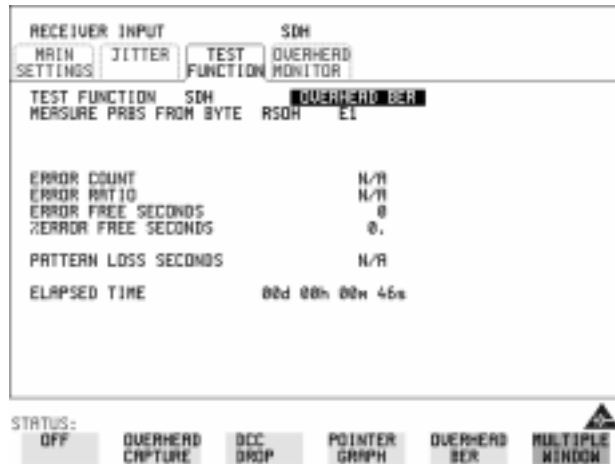 RECEIVER INPUT SDH
MAIN SETTINGS JITTER TEST FUNCTION OVERHEAD MONITOR
TEST FUNCTION SDH OVERHEAD BER
MEASURE PRBS FROM BYTE RSOH E1
ERROR COUNT N/A
ERROR RATIO N/A
ERROR FREE SECONDS 0
%ERROR FREE SECONDS 0.
PATTERN LOSS SECONDS N/A
ELAPSED TIME 00d 00h 00m 46s
STATUS:
OFF OVERHEAD CAPTURE DCC DROP POINTER GRAPH OVERHEAD BER MULTIPLE WINDOW